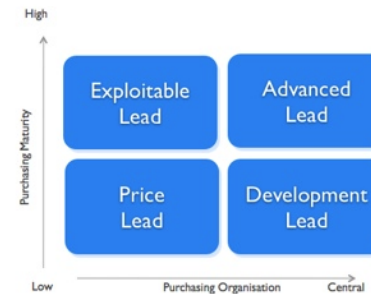 High
Exploitable
Lead
Advanced
Lead
Purchasing Maturity
Price
Lead
Development
Lead
Low
Purchasing Organisation
Central